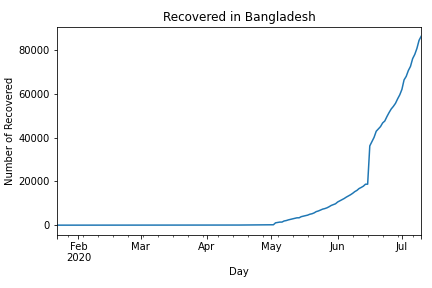 Recovered in Bangladesh
Number of Recovered
80000
60000
40000
20000
0
Feb Mar Apr May Jun Jul
2020
Day